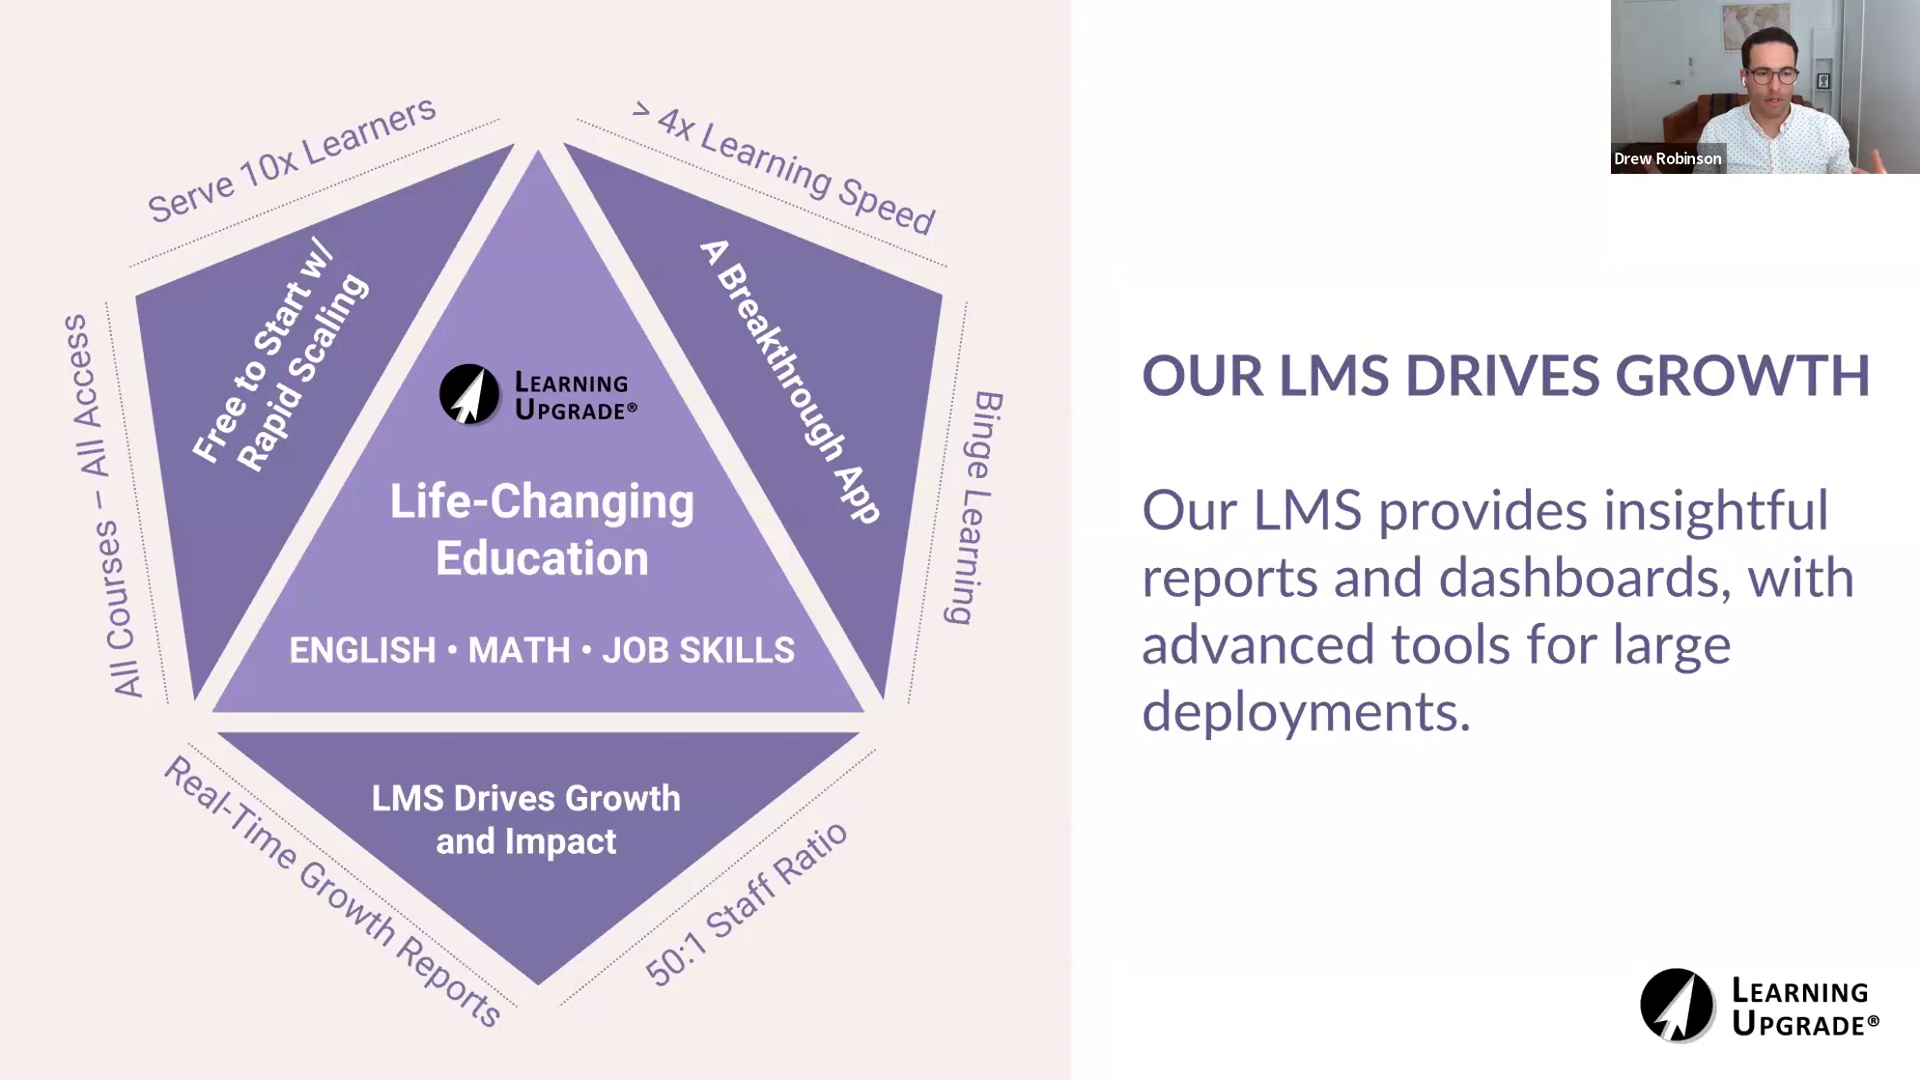 Serve 10x Learners
> 4x Learning Speed
All Courses – All Access
Free to Start w/
Rapid Scaling
A Breakthrough App
Binge Learning
LEARNING
UPGRADE®
Life-Changing
Education
ENGLISH • MATH • JOB SKILLS
LMS Drives Growth
and Impact
Real-Time Growth Reports
50:1 Staff Ratio
Drew Robinson
OUR LMS DRIVES GROWTH
Our LMS provides insightful
reports and dashboards, with
advanced tools for large
deployments.
LEARNING
UPGRADE®